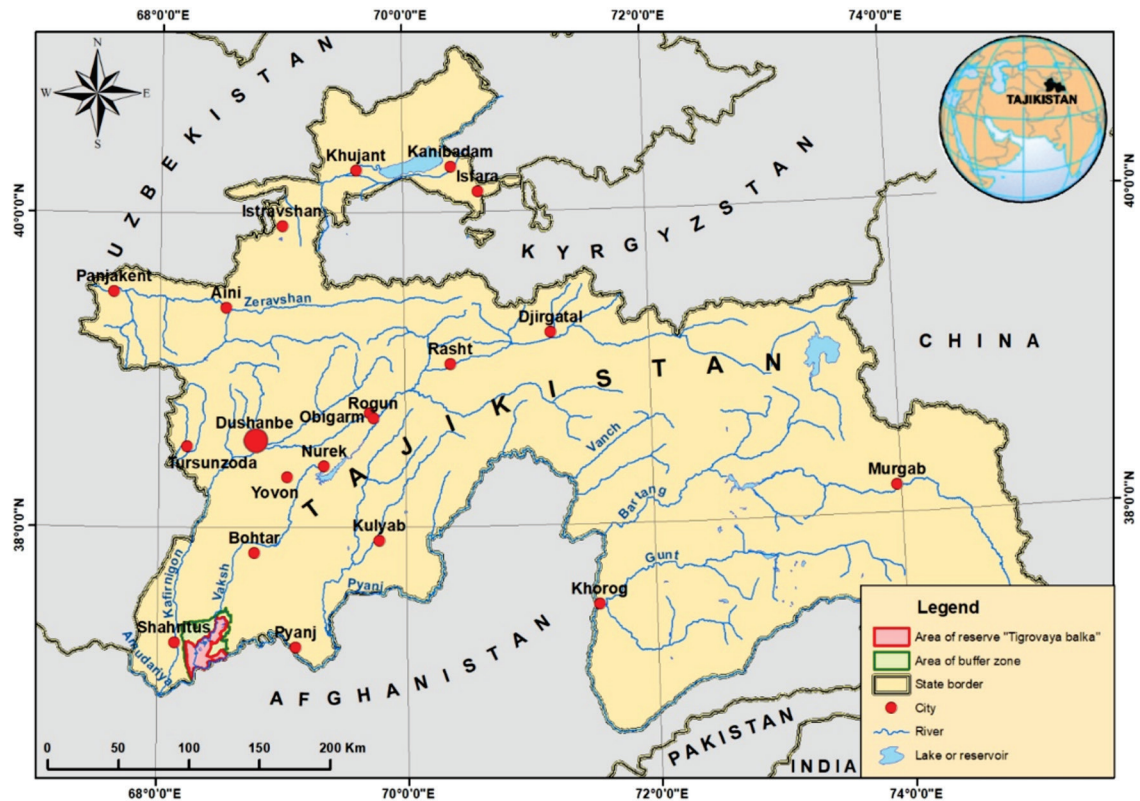 68°0'0"E
70°0'0"E
72°0'0"E
74°0'0"E
N
W
E
S
UZBEKISTAN
TAJIKISTAN
Khujant
Kanibadam
Isfara
40°0'0"N
40°0'0"N
Istravshan
KYRGYZSTAN
Panjakent
Aini
Zeravshan
Djirgatal
CHINA
Rasht
TAJIKISTAN
Rogun
Obigarm
Dushanbe
Nurek
Tursunzoda
Yovon
Vanch
Bartang
Murgab
38°0'0"N
38°0'0"N
Kulyab
Bohtar
Gunt
Kafirnigon
Vaksh
Pyanj
Khorog
Shahritus
Pyanj
Amudariya
AFGHANISTAN
PAKISTAN
INDIA
Legend
Area of reserve "Tigrovaya balka"
Area of buffer zone
State border
City
River
Lake or reservoir
0 50 100 150 200 Km
68°0'0"E
70°0'0"E
72°0'0"E
74°0'0"E